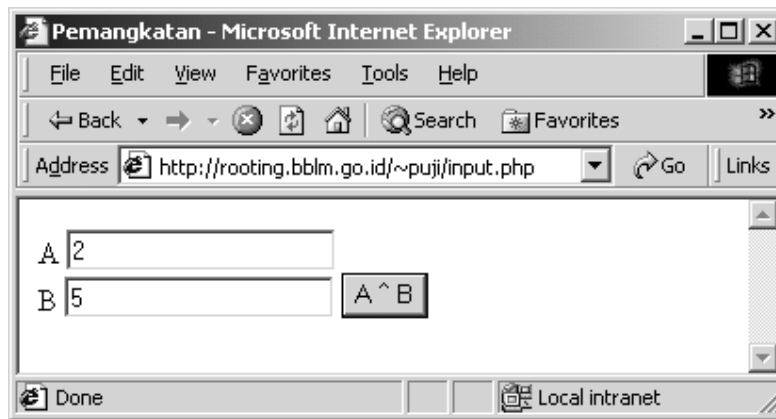 Pemangkatan - Microsoft Internet Explorer
File Edit View Favorites Tools Help
Back Search Favorites »
Address http://rooting.bblm.go.id/~puji/input.php Go Links
A 2
B 5 A ^ B
Done Local intranet